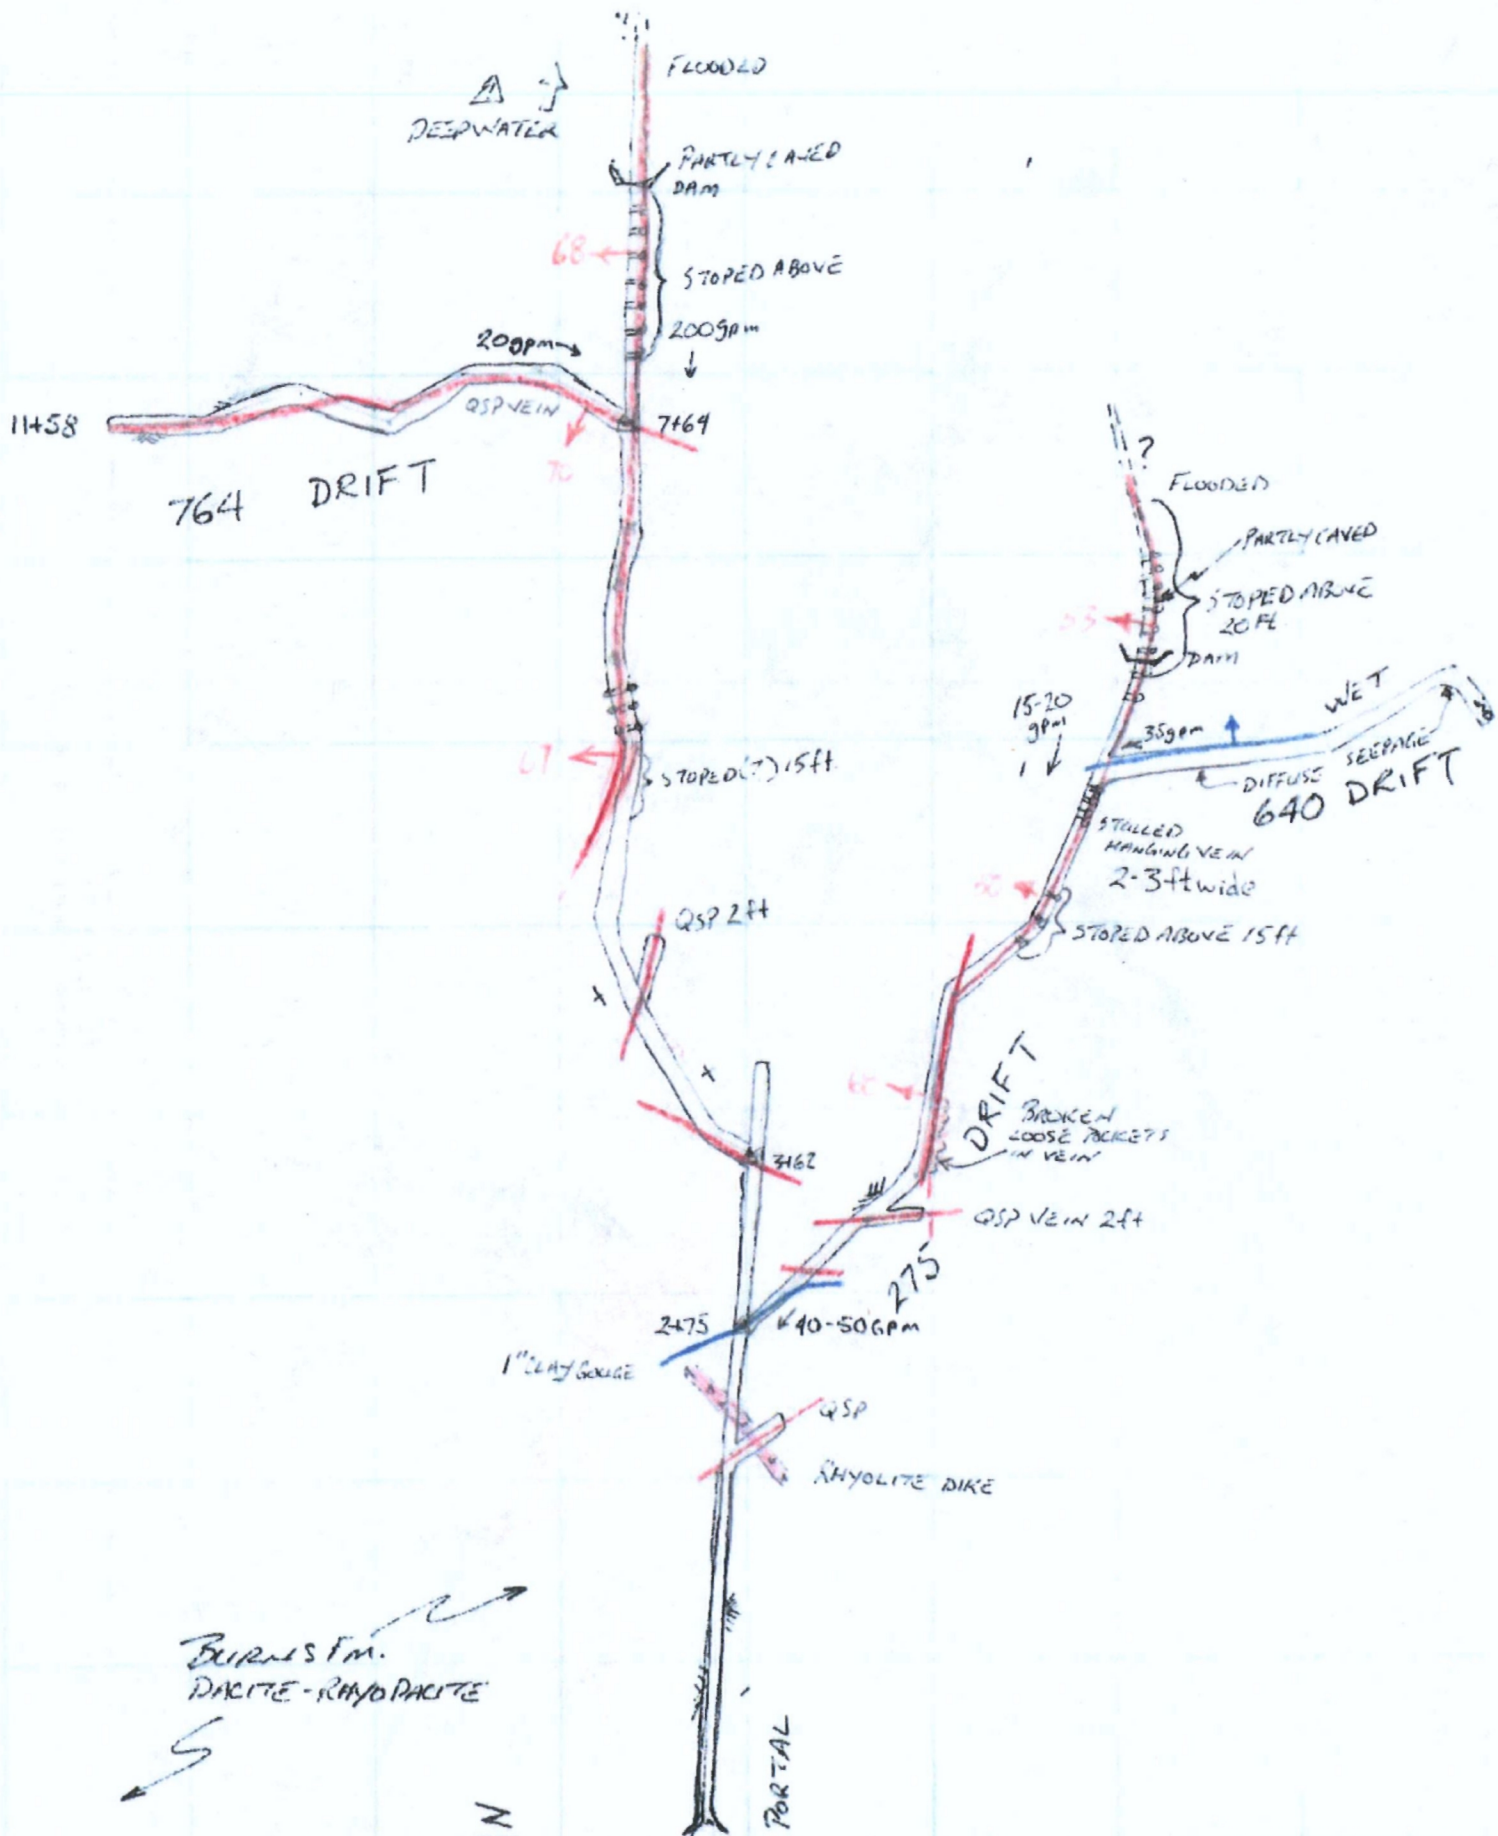 FLOODED
DEEPWATER
PARTLY CAVED
DAM
68
STOPED ABOVE
200gpm
20gpm
QSP VEIN
11+58
7+64
70
764 DRIFT
?
FLOODED
PARTLY CAVED
STOPED ABOVE
20 Ft
DAM
WET
15-20
gpm
35gpm
DIFFUSE SEEPAGE
640 DRIFT
STOPED(?) 15ft
HANGING VEIN
2-3ft wide
STOPED ABOVE 15ft
QSP 2ft
3+62
275 DRIFT
BROKEN
LOOSE POCKETS
IN VEIN
QSP VEIN 2ft
2+75
40-50 GPM
1" CLAY GOUGE
QSP
RHYOLITE DIKE
BURNS FM.
DACITE-RHYODACITE
PORTAL
N